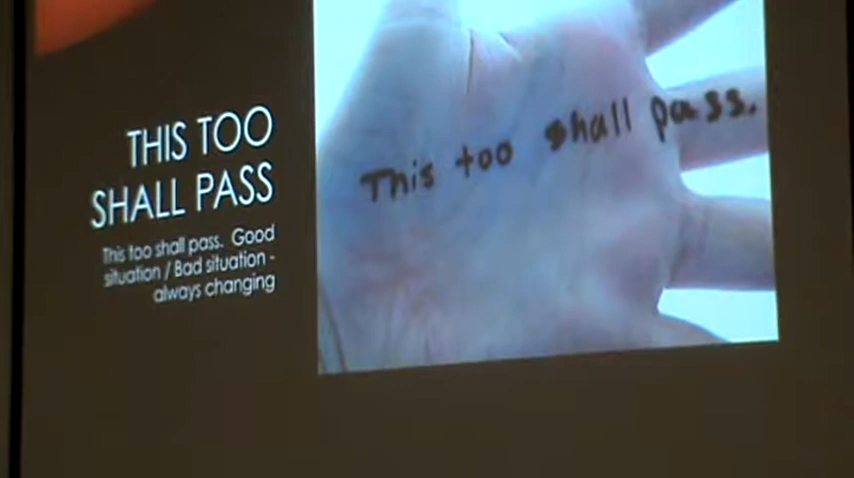 THIS TOO
SHALL PASS
This too shall pass. Good
situation / Bad situation -
always changing
This too shall pass.